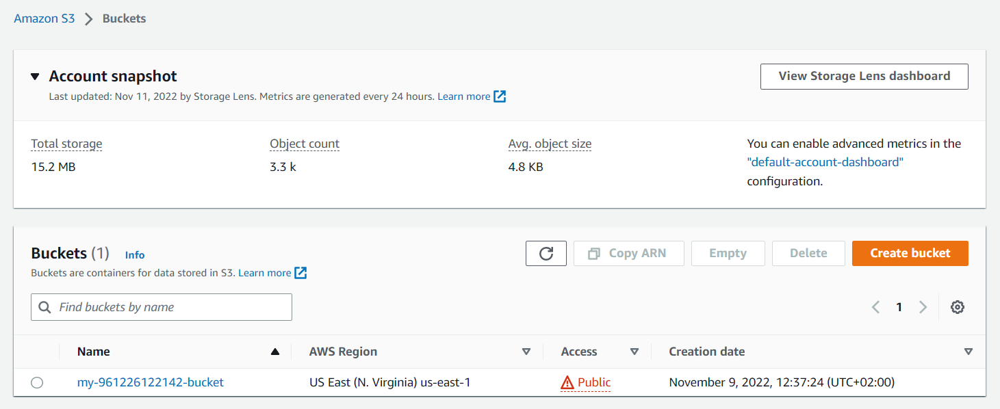 Amazon S3 Buckets
Account snapshot
View Storage Lens dashboard
Last updated: Nov 11, 2022 by Storage Lens. Metrics are generated every 24 hours. Learn more
Total storage
15.2 MB
Object count
3.3 k
Avg. object size
4.8 KB
You can enable advanced metrics in the
"default-account-dashboard"
configuration.
Buckets (1) Info
Buckets are containers for data stored in S3. Learn more
Copy ARN Empty Delete Create bucket
Find buckets by name
1
Name AWS Region Access Creation date
my-961226122142-bucket US East (N. Virginia) us-east-1 Public November 9, 2022, 12:37:24 (UTC+02:00)